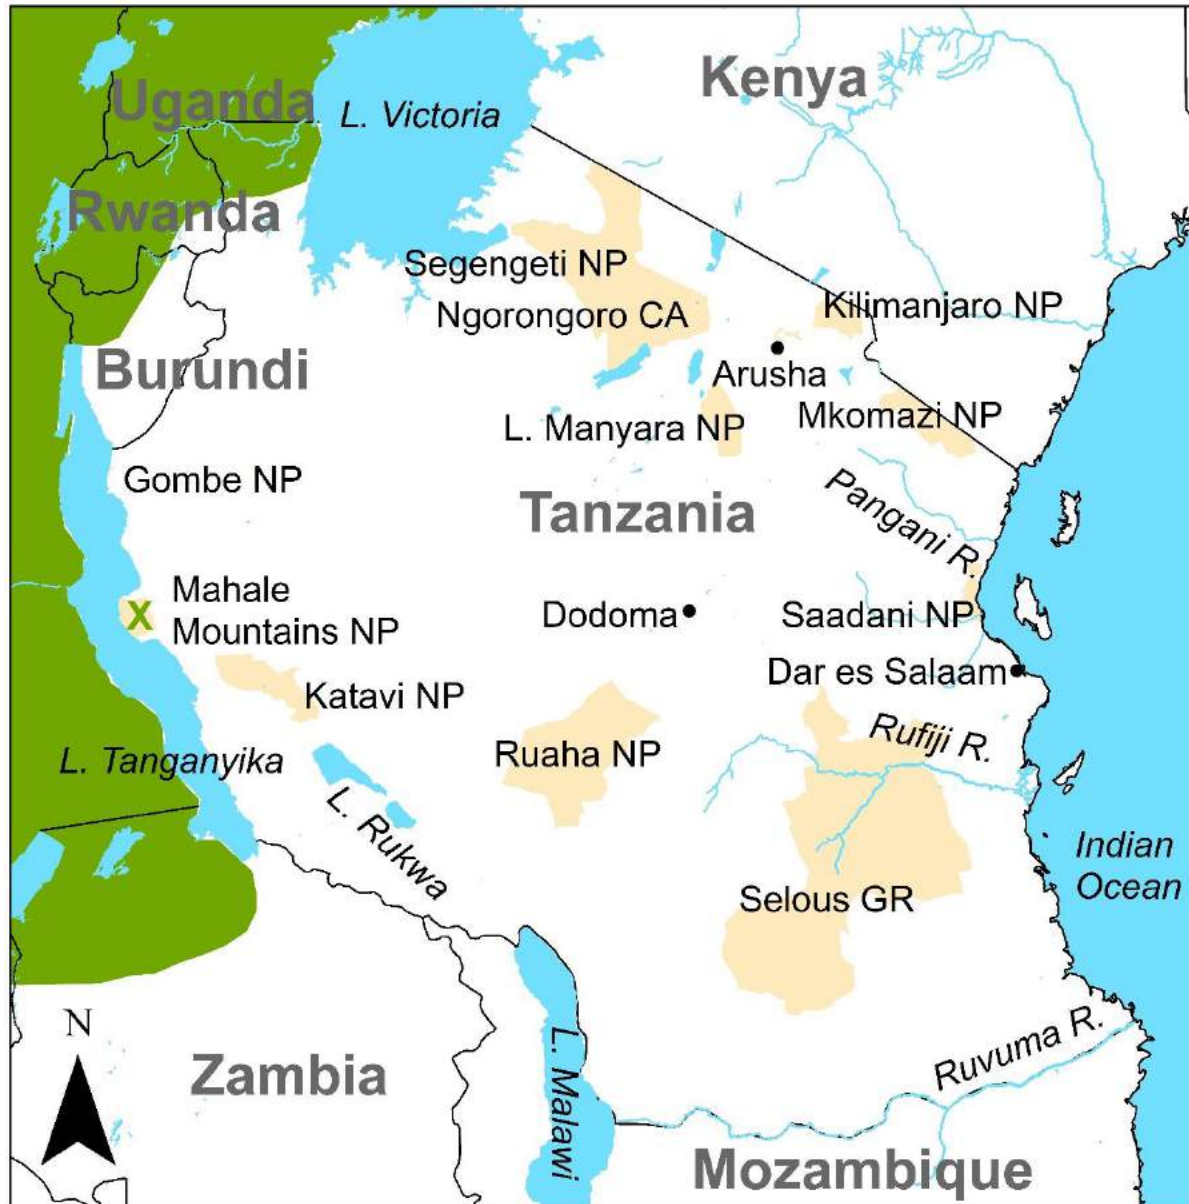 Kenya
Uganda
L. Victoria
Rwanda
Segengeti NP
Ngorongoro CA
Kilimanjaro NP
Burundi
Arusha
L. Manyara NP
Mkomazi NP
Gombe NP
Tanzania
Pangani R.
Mahale
Mountains NP
X
Dodoma
Saadani NP
Dar es Salaam
Katavi NP
Ruaha NP
Rufiji R.
L. Tanganyika
L. Rukwa
Indian
Ocean
Selous GR
N
Zambia
L. Malawi
Ruvuma R.
Mozambique